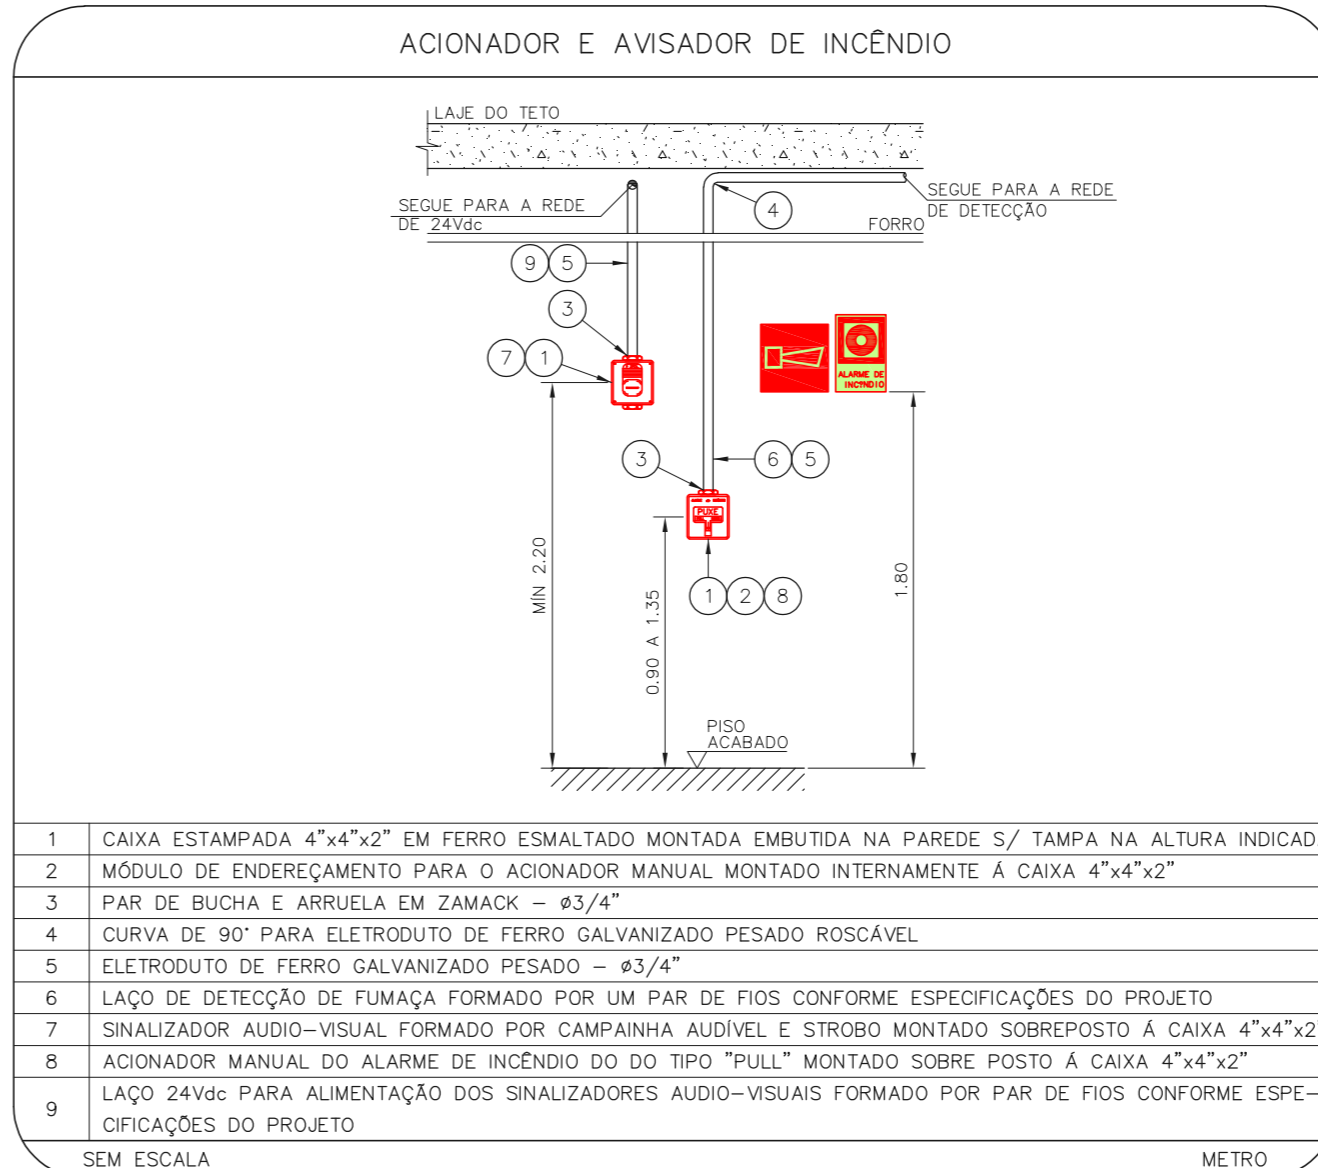 ACIONADOR E AVISADOR DE INCÊNDIO
LAJE DO TETO
SEGUE PARA A REDE
DE 24Vdc
4
SEGUE PARA A REDE
DE DETECÇÃO
FORRO
9 5
3
7 1
ALARME DE
INCÊNDIO
3
6 5
PUXE
1 2 8
MÍN 2.20
0.90 A 1.35
1.80
PISO
ACABADO
1 CAIXA ESTAMPADA 4"x4"x2" EM FERRO ESMALTADO MONTADA EMBUTIDA NA PAREDE S/ TAMPA NA ALTURA INDICAD
2 MÓDULO DE ENDEREÇAMENTO PARA O ACIONADOR MANUAL MONTADO INTERNAMENTE Á CAIXA 4"x4"x2"
3 PAR DE BUCHA E ARRUELA EM ZAMACK – ø3/4"
4 CURVA DE 90° PARA ELETRODUTO DE FERRO GALVANIZADO PESADO ROSCÁVEL
5 ELETRODUTO DE FERRO GALVANIZADO PESADO – ø3/4"
6 LAÇO DE DETECÇÃO DE FUMAÇA FORMADO POR UM PAR DE FIOS CONFORME ESPECIFICAÇÕES DO PROJETO
7 SINALIZADOR AUDIO–VISUAL FORMADO POR CAMPAINHA AUDÍVEL E STROBO MONTADO SOBREPOSTO Á CAIXA 4"x4"x2"
8 ACIONADOR MANUAL DO ALARME DE INCÊNDIO DO DO TIPO "PULL" MONTADO SOBRE POSTO Á CAIXA 4"x4"x2"
9 LAÇO 24Vdc PARA ALIMENTAÇÃO DOS SINALIZADORES AUDIO–VISUAIS FORMADO POR PAR DE FIOS CONFORME ESPE–
CIFICAÇÕES DO PROJETO
SEM ESCALA
METRO